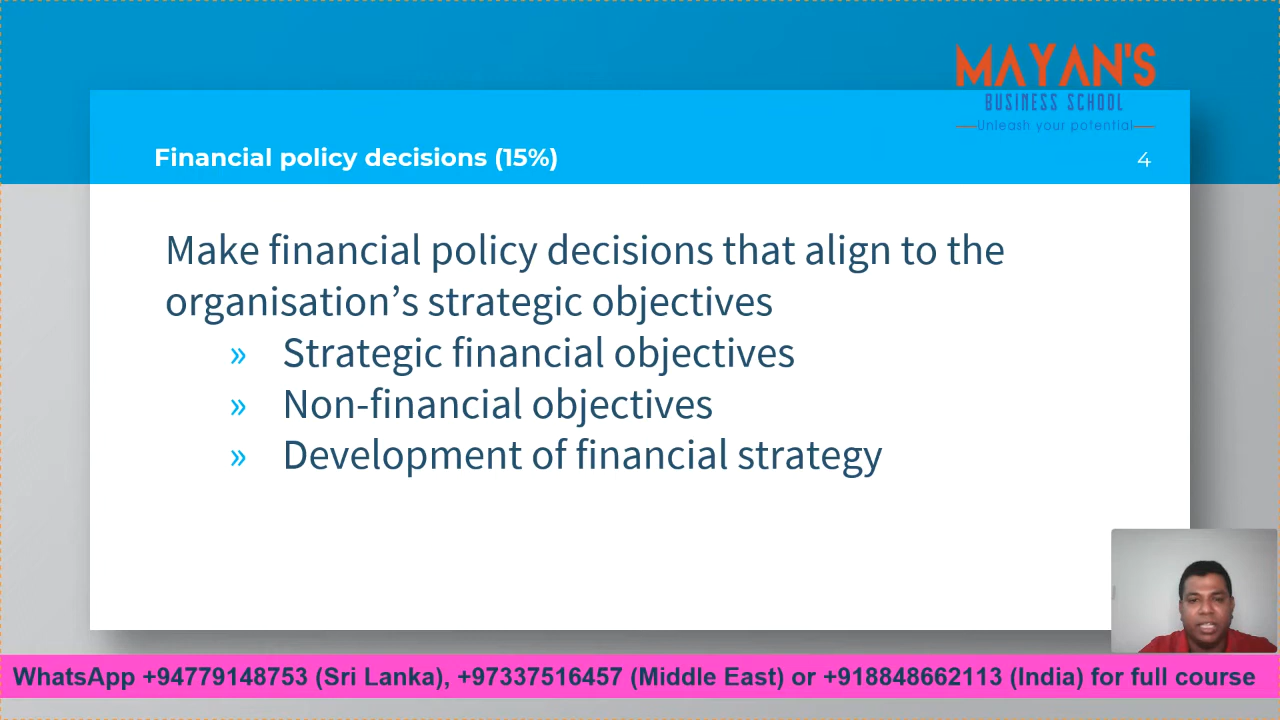 MAYAN'S
BUSINESS SCHOOL
Unleash your potential
Financial policy decisions (15%)
4
Make financial policy decisions that align to the
organisation’s strategic objectives
» Strategic financial objectives
» Non-financial objectives
» Development of financial strategy
WhatsApp +94779148753 (Sri Lanka), +97337516457 (Middle East) or +918848662113 (India) for full course